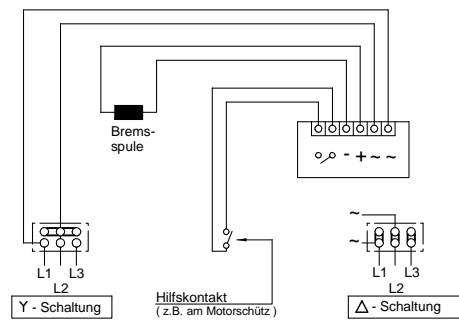 Brems-
spule
- + ~ ~
~
~
L1 L3
L2
Y - Schaltung
Hilfskontakt
( z.B. am Motorschütz )
L1 L3
L2
Δ - Schaltung